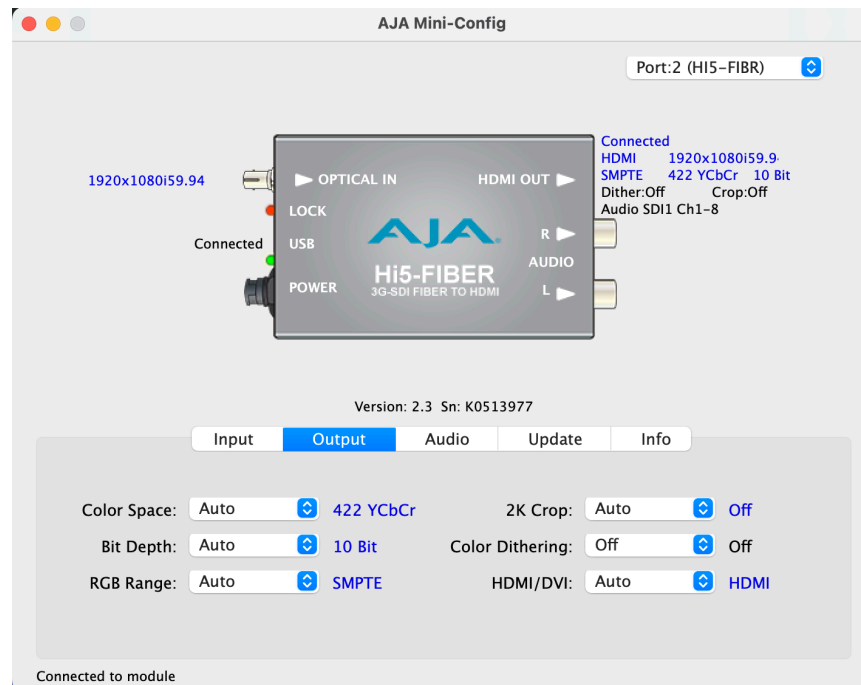 AJA Mini-Config
Port:2 (HI5-FIBR)
Connected
HDMI 1920x1080i59.9
SMPTE 422 YCbCr 10 Bit
Dither:Off Crop:Off
Audio SDI1 Ch1-8
1920x1080i59.94
OPTICAL IN
HDMI OUT
LOCK
Connected
USB
POWER
AJA
Hi5-FIBER
3G-SDI FIBER TO HDMI
R
AUDIO
L
Version: 2.3 Sn: K0513977
Input Output Audio Update Info
Color Space: Auto 422 YCbCr 2K Crop: Auto Off
Bit Depth: Auto 10 Bit Color Dithering: Off Off
RGB Range: Auto SMPTE HDMI/DVI: Auto HDMI
Connected to module